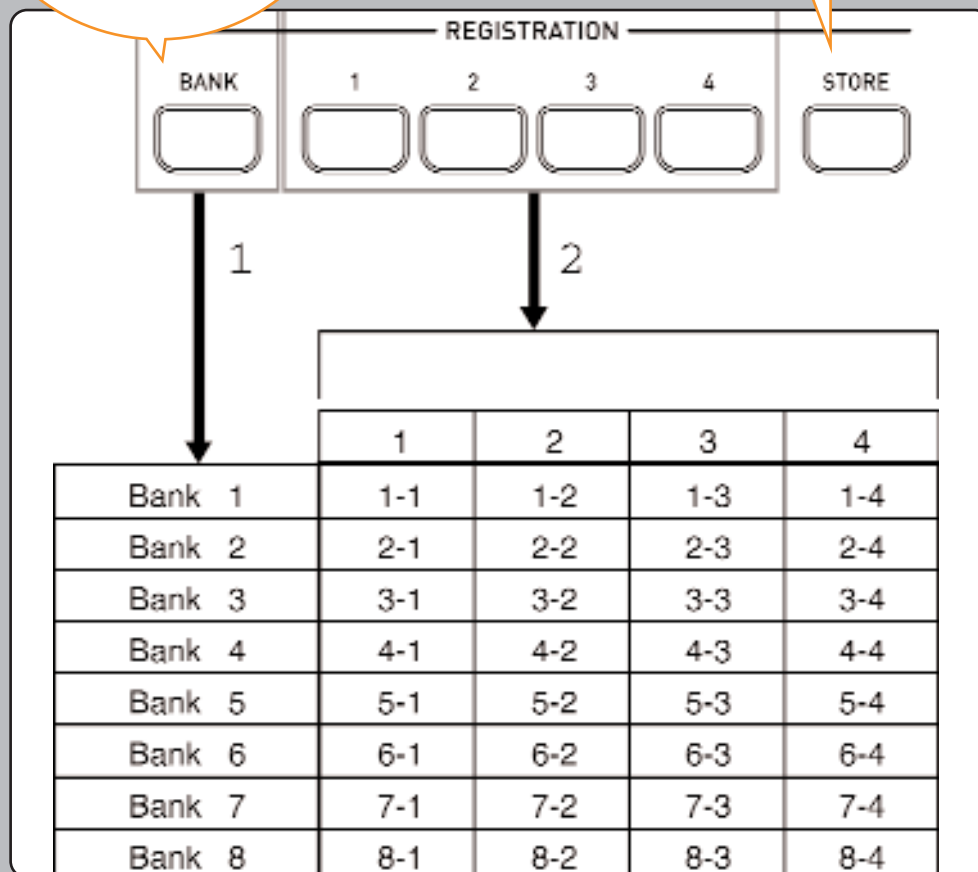 REGISTRATION
BANK 1 2 3 4 STORE
1 2
1 2 3 4
Bank 1 1-1 1-2 1-3 1-4
Bank 2 2-1 2-2 2-3 2-4
Bank 3 3-1 3-2 3-3 3-4
Bank 4 4-1 4-2 4-3 4-4
Bank 5 5-1 5-2 5-3 5-4
Bank 6 6-1 6-2 6-3 6-4
Bank 7 7-1 7-2 7-3 7-4
Bank 8 8-1 8-2 8-3 8-4